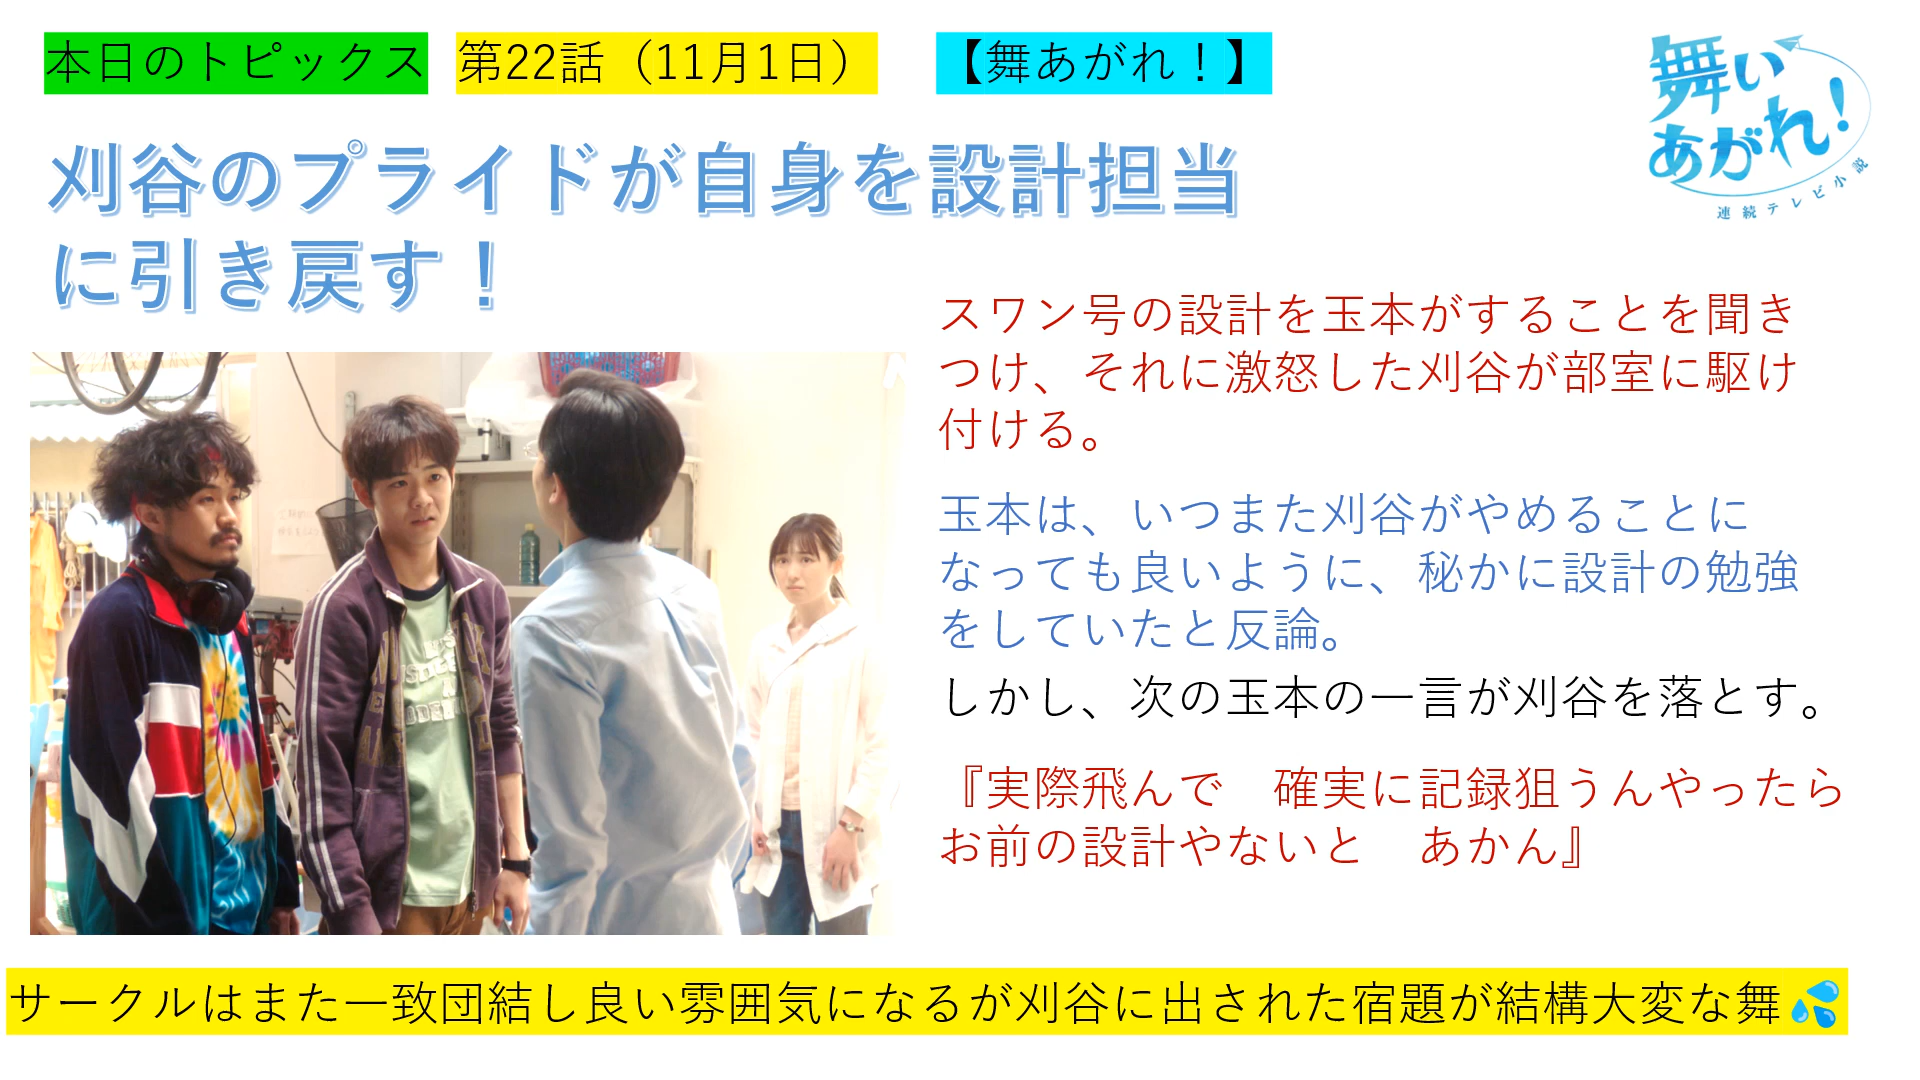 本日のトピックス　第22話（11月1日）　【舞あがれ！】
舞い
あがれ！
連続テレビ小説
刈谷のプライドが自身を設計担当
に引き戻す！
スワン号の設計を玉本がすることを聞き
つけ、それに激怒した刈谷が部室に駆け
付ける。
玉本は、いつまた刈谷がやめることに
なっても良いように、秘かに設計の勉強
をしていたと反論。
しかし、次の玉本の一言が刈谷を落とす。
『実際飛んで　確実に記録狙うんやったら
お前の設計やないと　あかん』
サークルはまた一致団結し良い雰囲気になるが刈谷に出された宿題が結構大変な舞💦